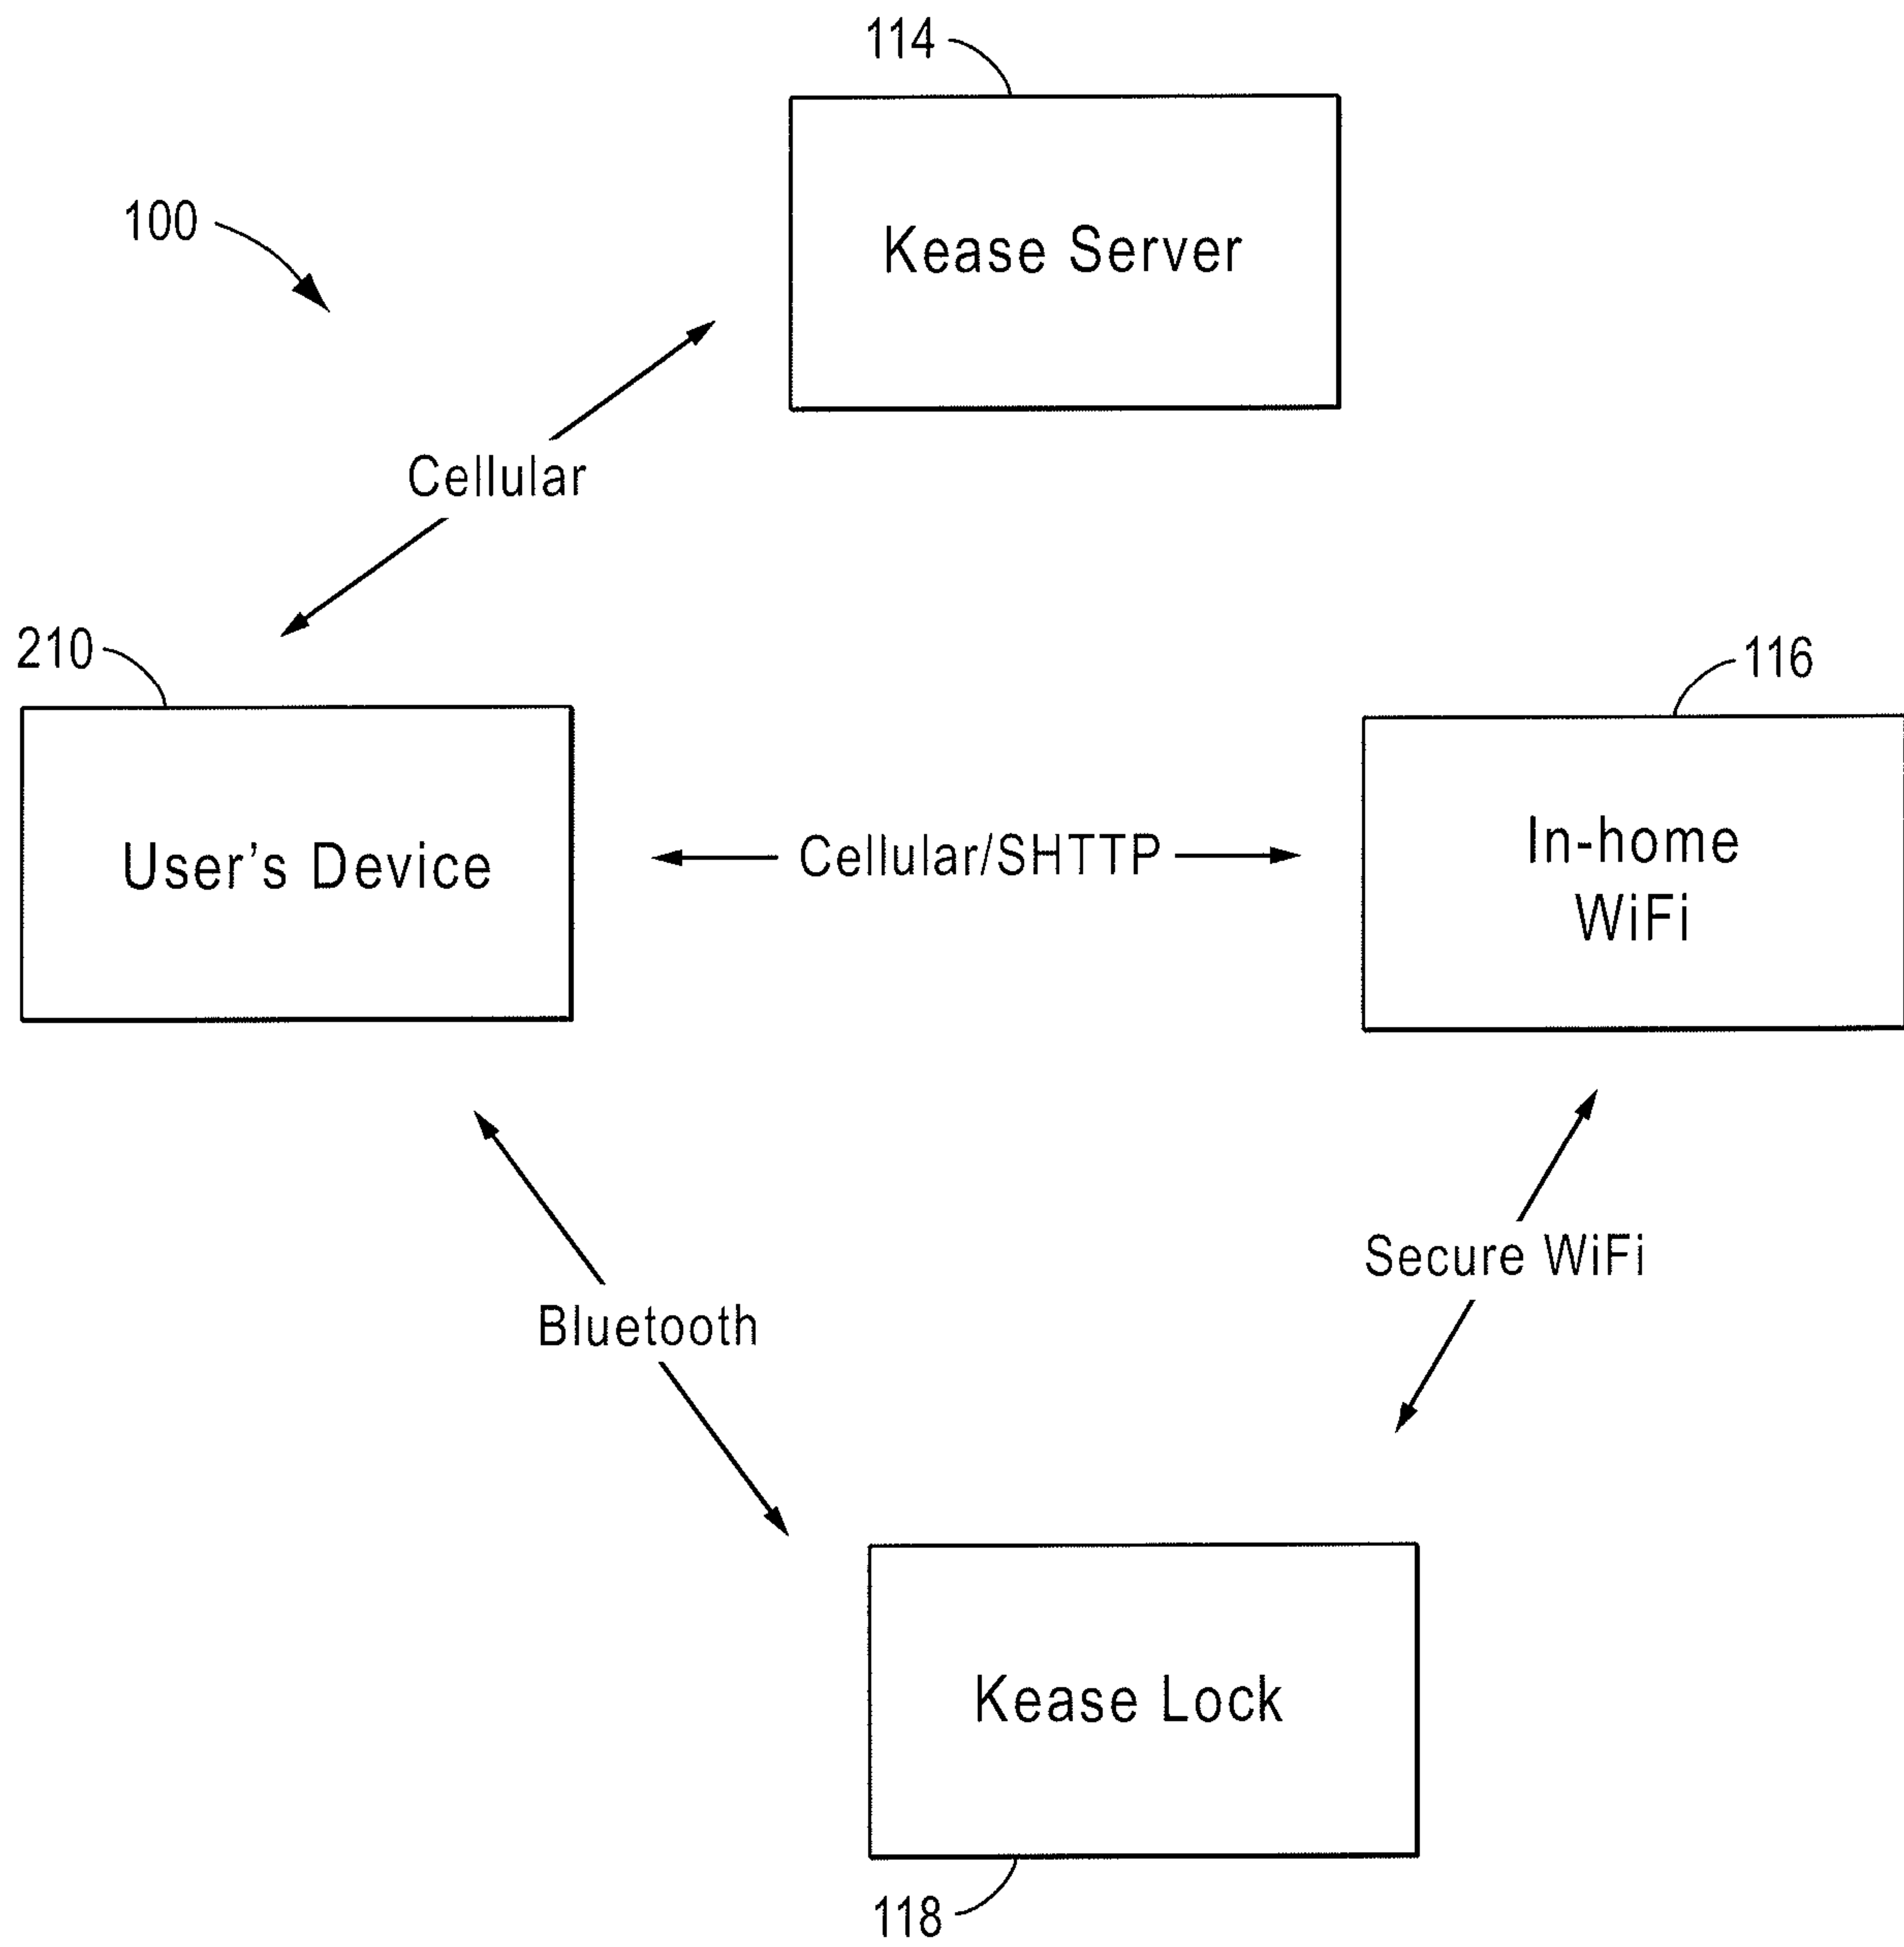 114
100
Kease Server
Cellular
210
116
User's Device
Cellular/SHTTP
In-home
WiFi
Secure WiFi
Bluetooth
Kease Lock
118